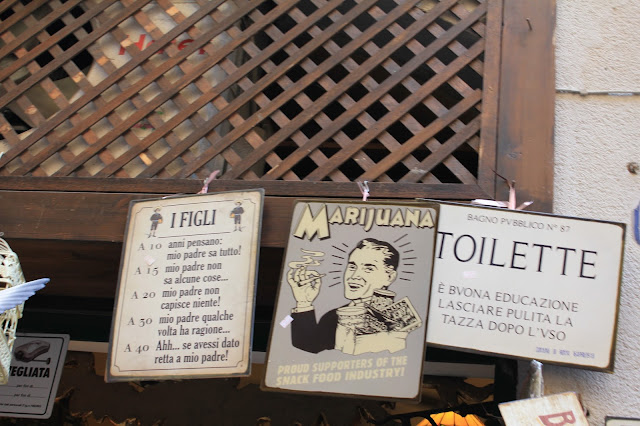 I FIGLI
A 10 anni pensano:
mio padre sa tutto!
A 15 mio padre non
sa alcune cose...
A 20 mio padre non
capisce niente!
A 30 mio padre qualche
volta ha ragione...
A 40 Ahh... se avessi dato
retta a mio padre!
MARIJUANA
PROUD SUPPORTERS OF THE
SNACK FOOD INDUSTRY!
BAGNO PVBBLICO N° 87
TOILETTE
È BVONA EDUCAZIONE
LASCIARE PULITA LA
TAZZA DOPO L'VSO
VEGLIATA
B